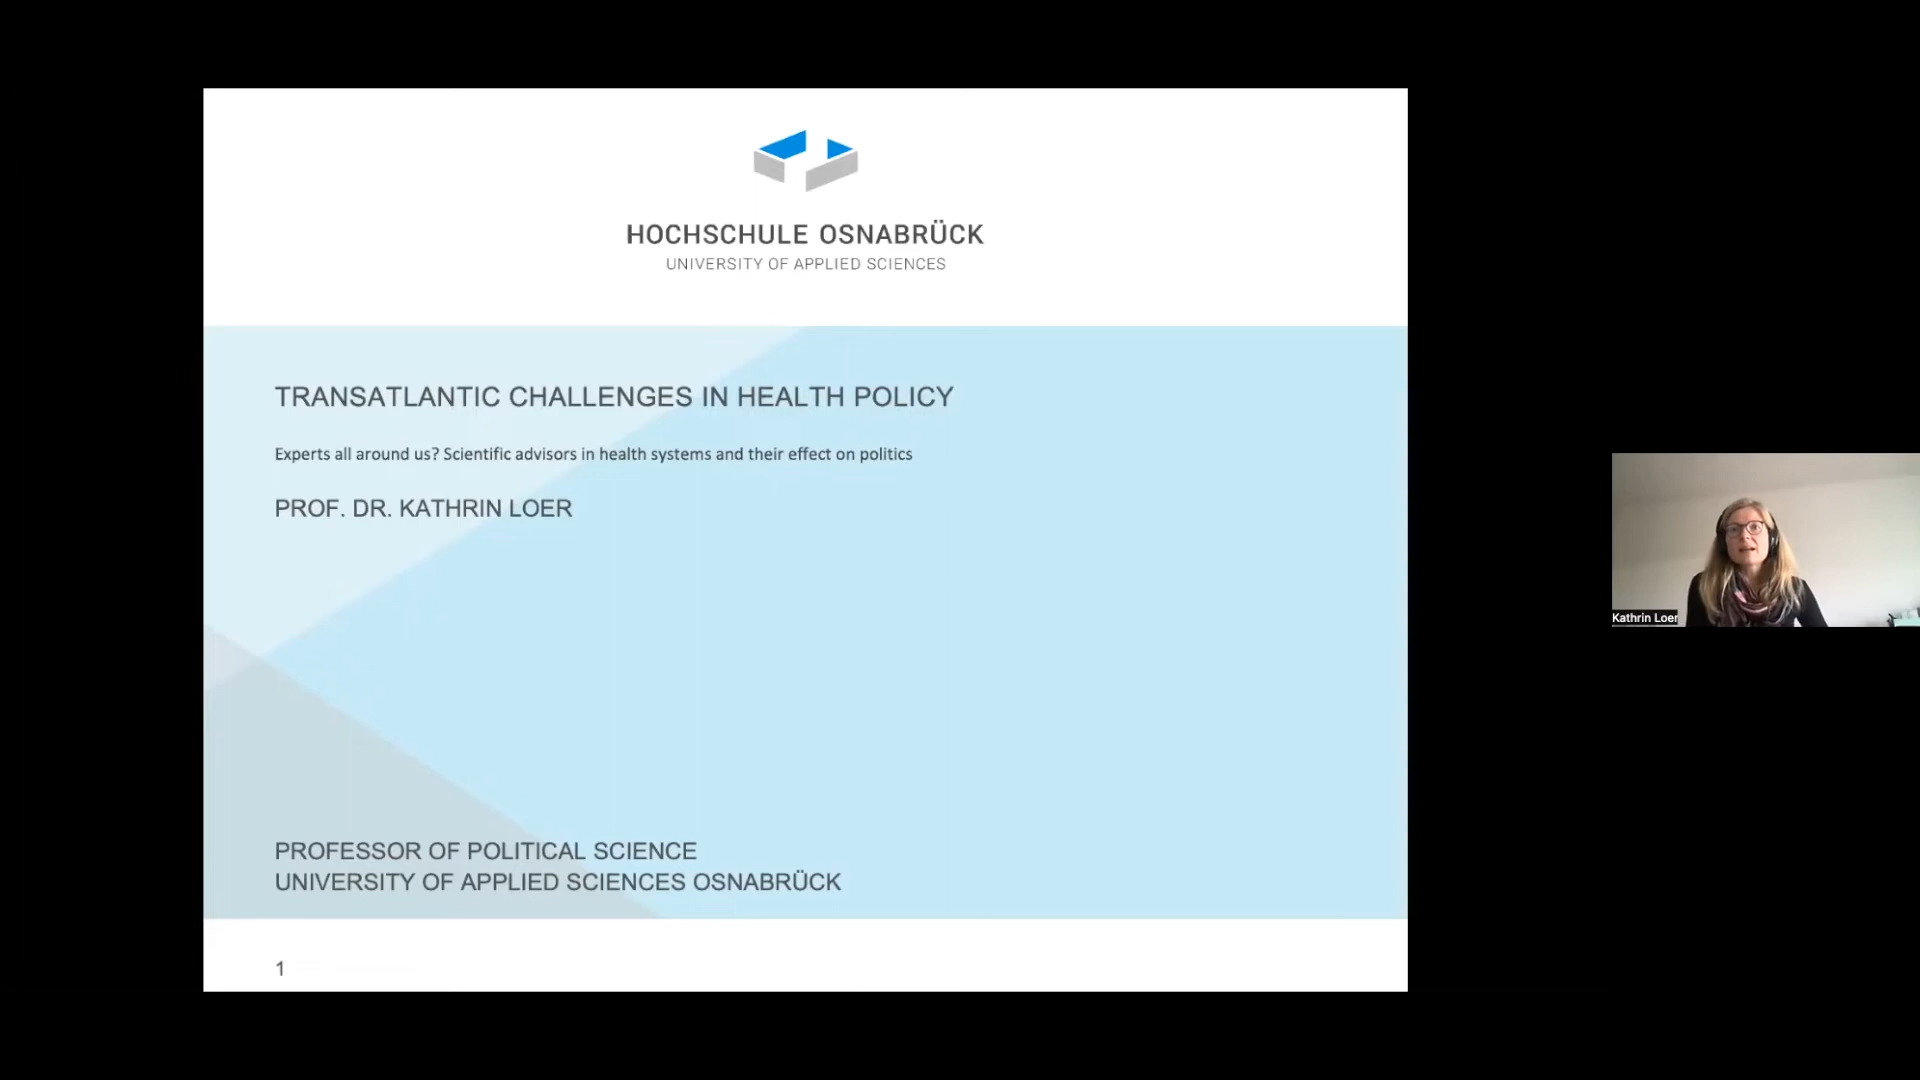 HOCHSCHULE OSNABRÜCK
UNIVERSITY OF APPLIED SCIENCES
TRANSATLANTIC CHALLENGES IN HEALTH POLICY
Experts all around us? Scientific advisors in health systems and their effect on politics
PROF. DR. KATHRIN LOER
Kathrin Loer
PROFESSOR OF POLITICAL SCIENCE
UNIVERSITY OF APPLIED SCIENCES OSNABRÜCK
1